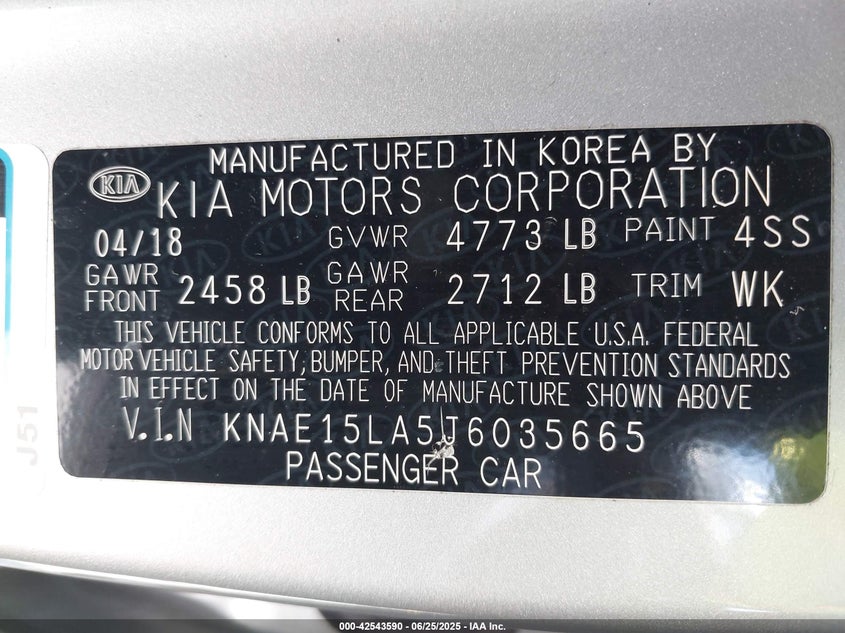 MANUFACTURED IN KOREA BY
KIA KIA MOTORS CORPORATION
04/18 GVWR 4773 LB PAINT 4SS
GAWR FRONT 2458 LB GAWR REAR 2712 LB TRIM WK
THIS VEHICLE CONFORMS TO ALL APPLICABLE U.S.A. FEDERAL
MOTOR VEHICLE SAFETY, BUMPER, AND THEFT PREVENTION STANDARDS
IN EFFECT ON THE DATE OF MANUFACTURE SHOWN ABOVE
V.I.N KNAE15LA5J6035665
PASSENGER CAR
J51
000-42543590 - 06/25/2025 - IAA Inc.